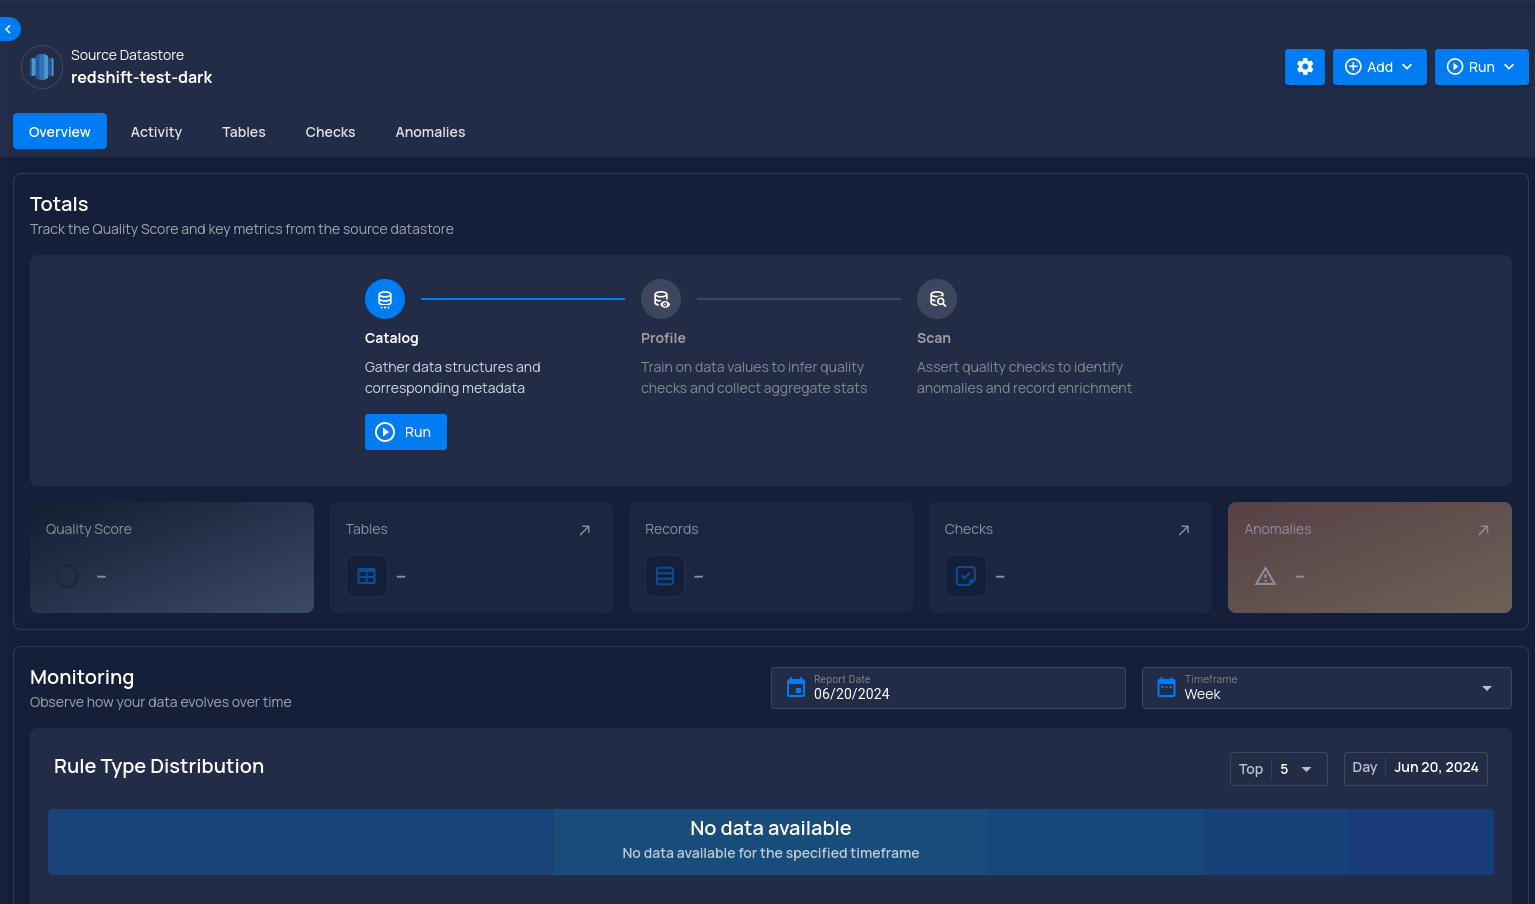 Source Datastore
redshift-test-dark
Add
Run
Overview
Activity
Tables
Checks
Anomalies
Totals
Track the Quality Score and key metrics from the source datastore
Catalog
Gather data structures and
corresponding metadata
Run
Profile
Train on data values to infer quality
checks and collect aggregate stats
Scan
Assert quality checks to identify
anomalies and record enrichment
Quality Score
–
Tables
–
Records
–
Checks
–
Anomalies
–
Monitoring
Observe how your data evolves over time
Report Date
06/20/2024
Timeframe
Week
Rule Type Distribution
Top 5
Day Jun 20, 2024
No data available
No data available for the specified timeframe